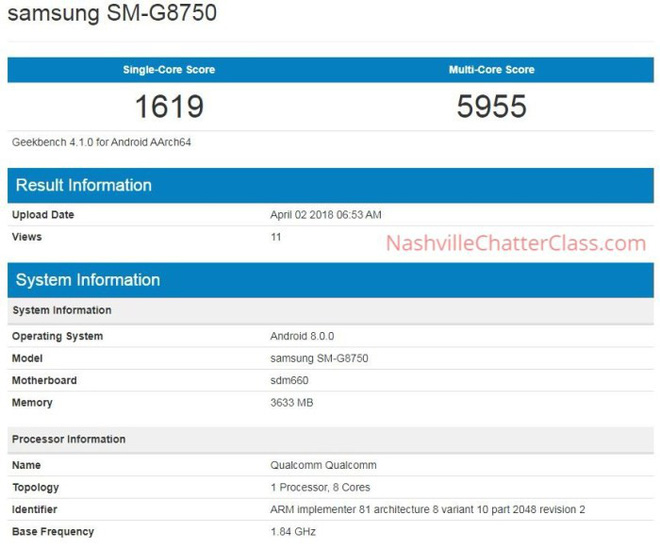 samsung SM-G8750
Single-Core Score Multi-Core Score
1619 5955
Geekbench 4.1.0 for Android AArch64
Result Information
Upload Date April 02 2018 06:53 AM
Views 11
NashvilleChatterClass.com
System Information
System Information
Operating System Android 8.0.0
Model samsung SM-G8750
Motherboard sdm660
Memory 3633 MB
Processor Information
Name Qualcomm Qualcomm
Topology 1 Processor, 8 Cores
Identifier ARM implementer 81 architecture 8 variant 10 part 2048 revision 2
Base Frequency 1.84 GHz